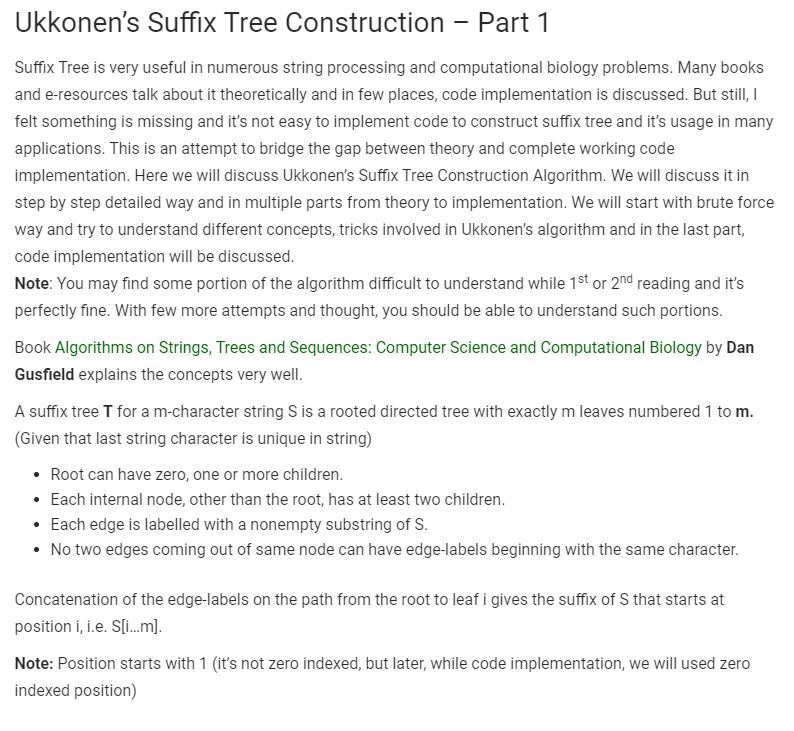 Ukkonen’s Suffix Tree Construction – Part 1
Suffix Tree is very useful in numerous string processing and computational biology problems. Many books
and e-resources talk about it theoretically and in few places, code implementation is discussed. But still, I
felt something is missing and it’s not easy to implement code to construct suffix tree and it’s usage in many
applications. This is an attempt to bridge the gap between theory and complete working code
implementation. Here we will discuss Ukkonen’s Suffix Tree Construction Algorithm. We will discuss it in
step by step detailed way and in multiple parts from theory to implementation. We will start with brute force
way and try to understand different concepts, tricks involved in Ukkonen’s algorithm and in the last part,
code implementation will be discussed.
Note: You may find some portion of the algorithm difficult to understand while 1st or 2nd reading and it’s
perfectly fine. With few more attempts and thought, you should be able to understand such portions.
Book Algorithms on Strings, Trees and Sequences: Computer Science and Computational Biology by Dan
Gusfield explains the concepts very well.
A suffix tree T for a m-character string S is a rooted directed tree with exactly m leaves numbered 1 to m.
(Given that last string character is unique in string)
• Root can have zero, one or more children.
• Each internal node, other than the root, has at least two children.
• Each edge is labelled with a nonempty substring of S.
• No two edges coming out of same node can have edge-labels beginning with the same character.
Concatenation of the edge-labels on the path from the root to leaf i gives the suffix of S that starts at
position i, i.e. S[i…m].
Note: Position starts with 1 (it’s not zero indexed, but later, while code implementation, we will used zero
indexed position)